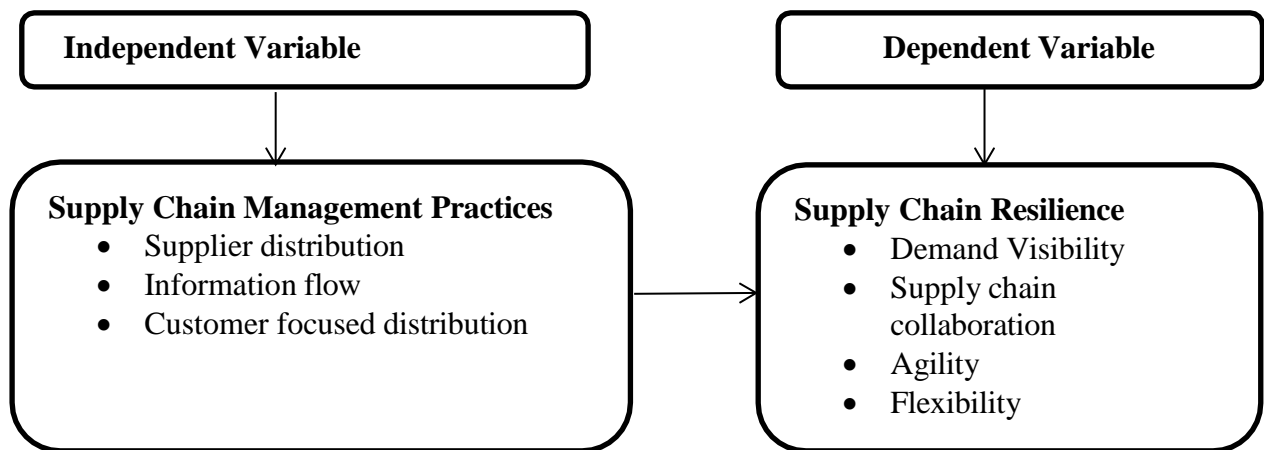 Independent Variable
Dependent Variable
Supply Chain Management Practices
• Supplier distribution
• Information flow
• Customer focused distribution
Supply Chain Resilience
• Demand Visibility
• Supply chain
collaboration
• Agility
• Flexibility